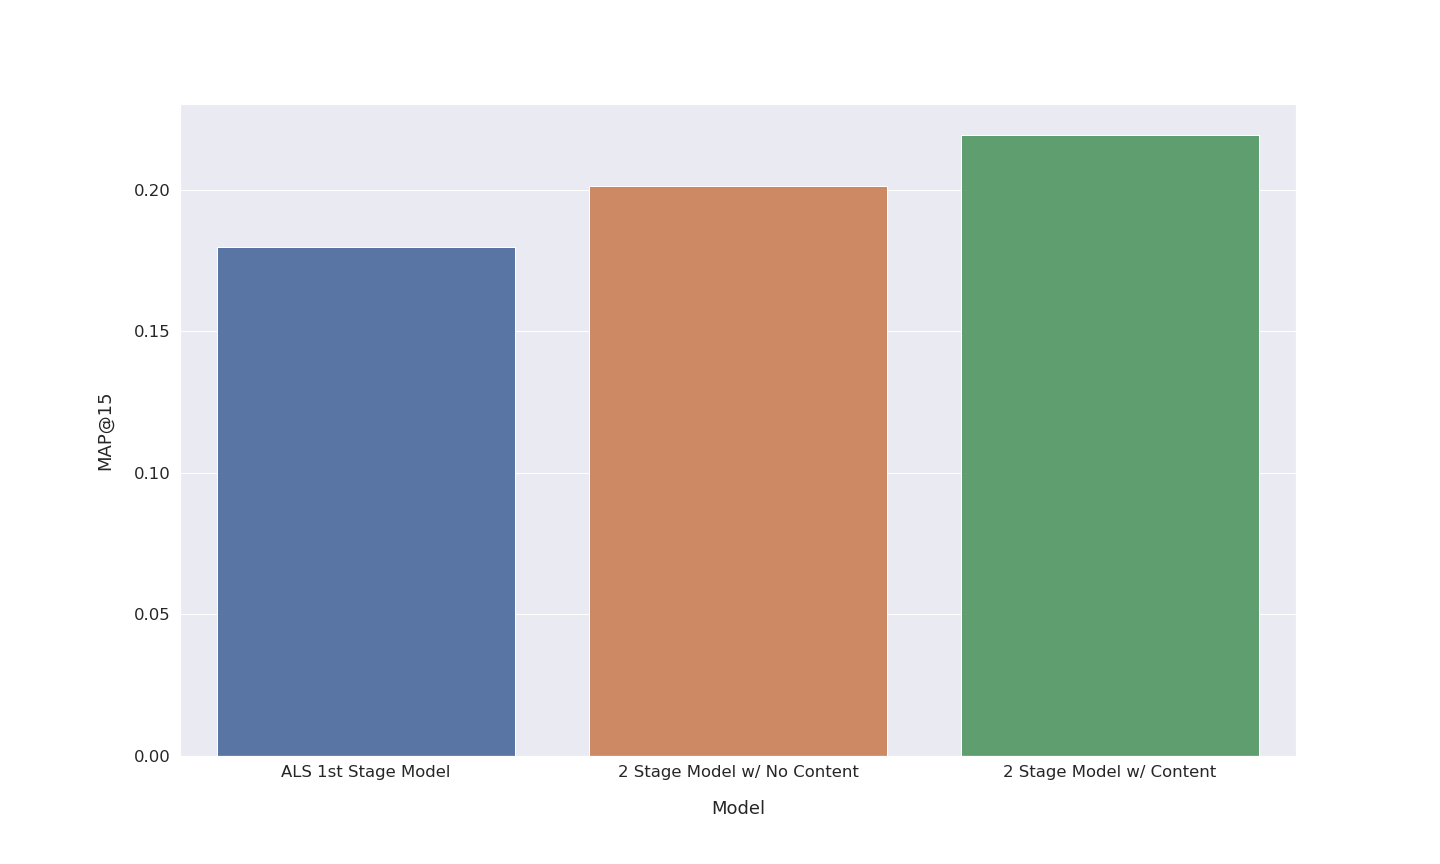 0.20
0.15
0.10
0.05
0.00
MAP@15
ALS 1st Stage Model
2 Stage Model w/ No Content
2 Stage Model w/ Content
Model